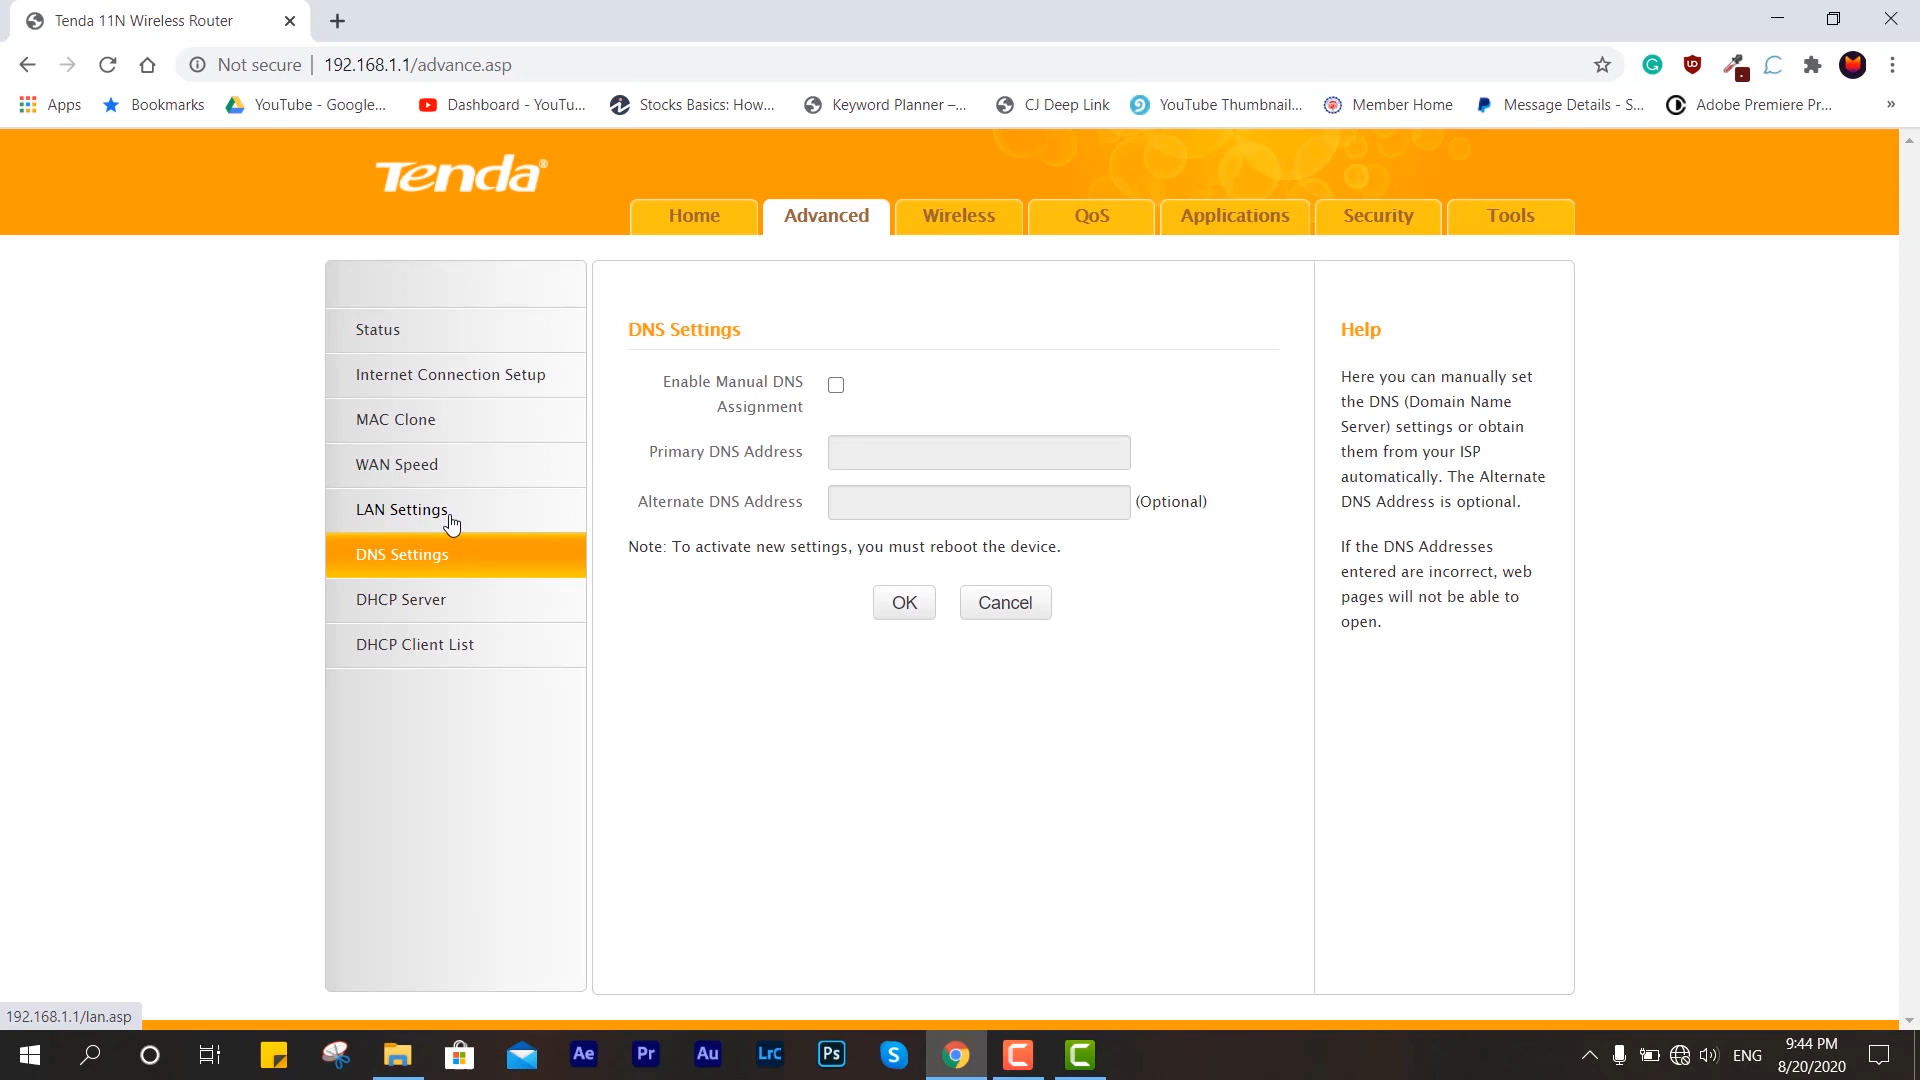 Tenda 11N Wireless Router
Not secure | 192.168.1.1/advance.asp
Apps Bookmarks YouTube - Google... Dashboard - YouTu... Stocks Basics: How... Keyword Planner –... CJ Deep Link YouTube Thumbnail... Member Home Message Details - S... Adobe Premiere Pr... »
Tenda®
Home Advanced Wireless QoS Applications Security Tools
Status
Internet Connection Setup
MAC Clone
WAN Speed
LAN Settings
DNS Settings
DHCP Server
DHCP Client List
DNS Settings
Enable Manual DNS
Assignment
Primary DNS Address
Alternate DNS Address (Optional)
Note: To activate new settings, you must reboot the device.
OK Cancel
Help
Here you can manually set
the DNS (Domain Name
Server) settings or obtain
them from your ISP
automatically. The Alternate
DNS Address is optional.
If the DNS Addresses
entered are incorrect, web
pages will not be able to
open.
192.168.1.1/lan.asp
Ae Pr Au LrC Ps S ENG
9:44 PM
8/20/2020